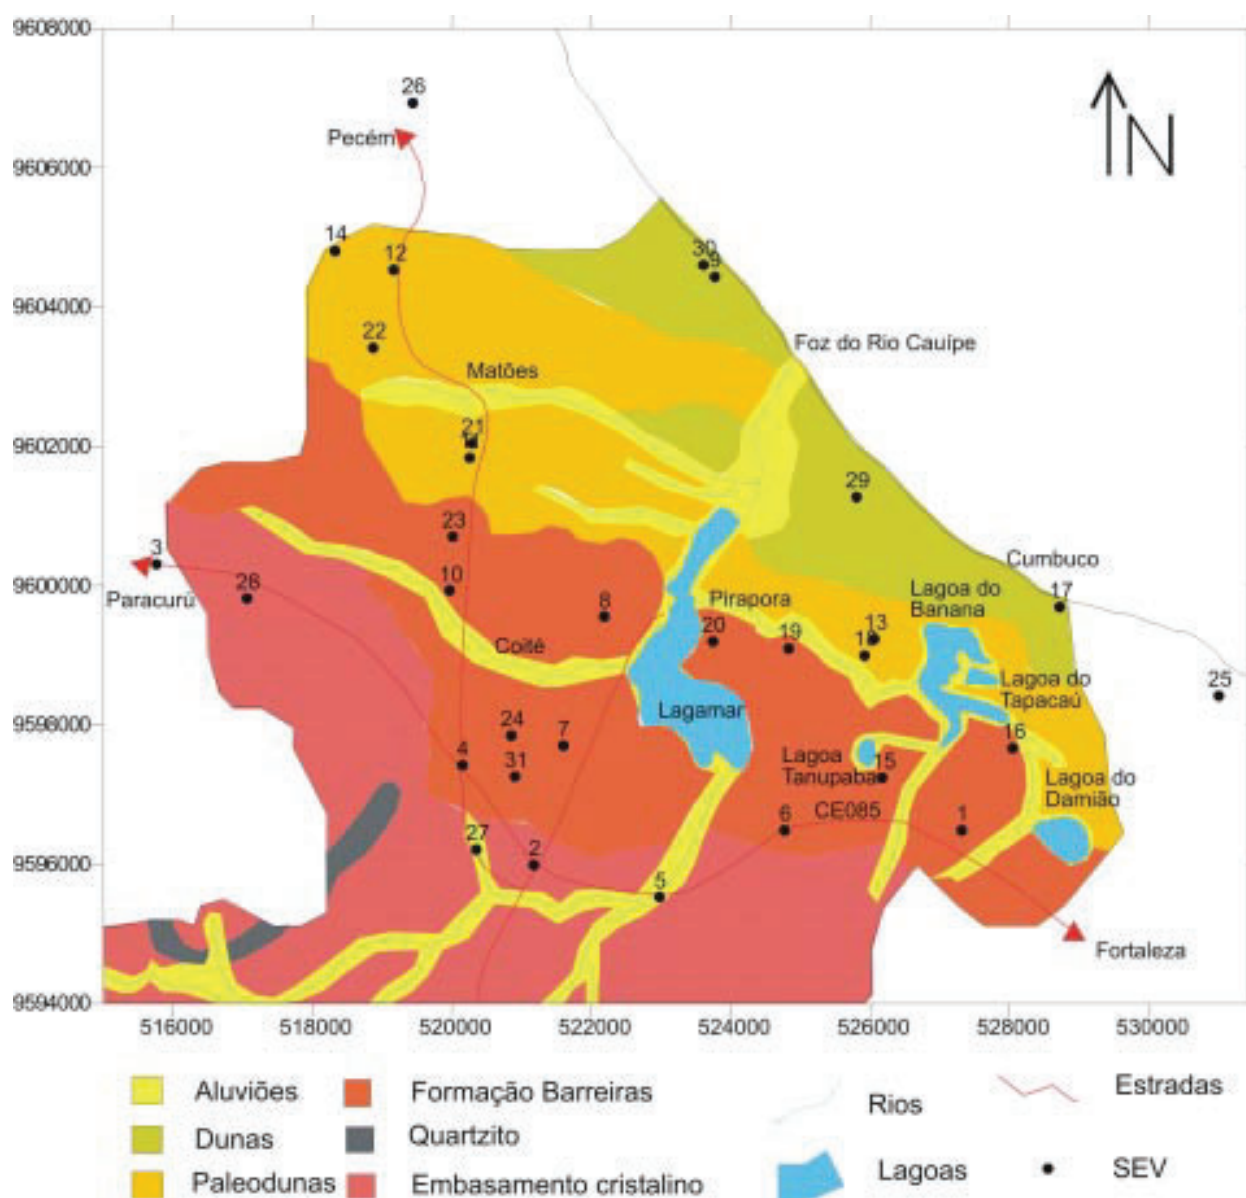 9608000
26
Pecém
N
9606000
14
12
30
9
9604000
22
Foz do Rio Cauípe
Matões
21
9602000
29
23
Cumbuco
3
9600000
10
Lagoa do
Banana
17
Paracurú
28
8
Pirapora
20
19
13
18
Coité
Lagoa do
Tapacaú
25
9598000
24
7
Lagamar
16
4
31
Lagoa
Tanupaba
15
Lagoa do
Damião
CE085
6
1
27
2
9596000
5
Fortaleza
9594000
516000 518000 520000 522000 524000 526000 528000 530000
Aluviões
Formação Barreiras
Rios
Estradas
Dunas
Quartzito
Paleodunas
Embasamento cristalino
Lagoas
SEV